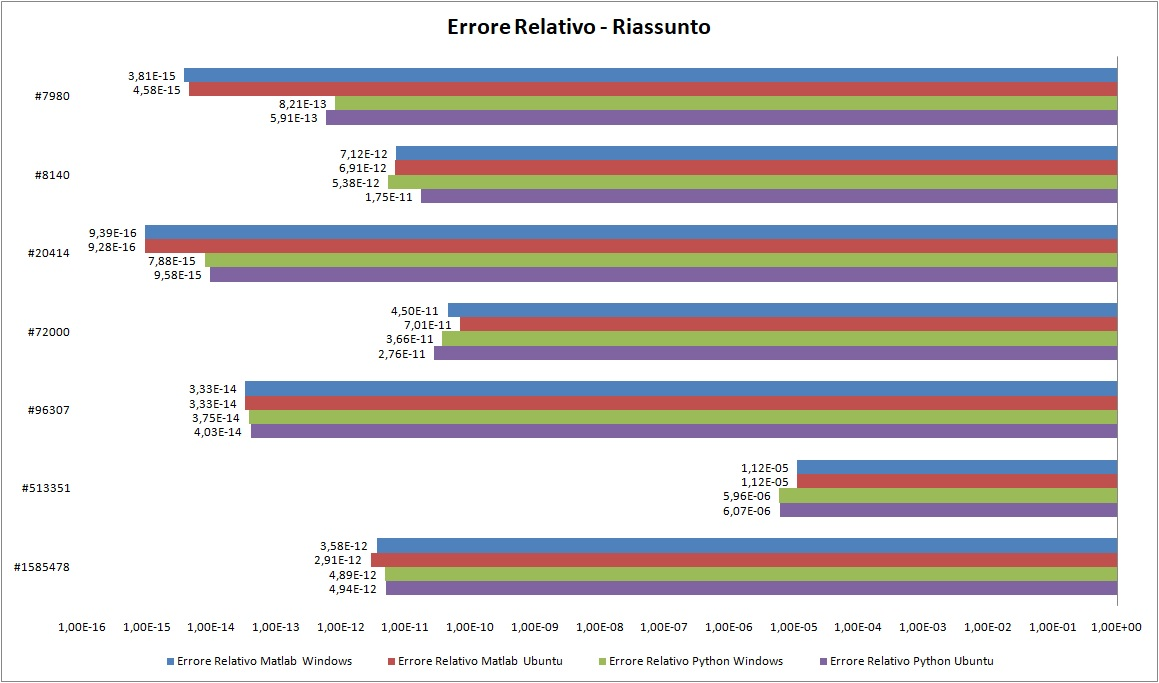 Errore Relativo - Riassunto
#7980
3,81E-15
4,58E-15
8,21E-13
5,91E-13
#8140
7,12E-12
6,91E-12
5,38E-12
1,75E-11
#20414
9,39E-16
9,28E-16
7,88E-15
9,58E-15
#72000
4,50E-11
7,01E-11
3,66E-11
2,76E-11
#96307
3,33E-14
3,33E-14
3,75E-14
4,03E-14
#513351
1,12E-05
1,12E-05
5,96E-06
6,07E-06
#1585478
3,58E-12
2,91E-12
4,89E-12
4,94E-12
1,00E-16 1,00E-15 1,00E-14 1,00E-13 1,00E-12 1,00E-11 1,00E-10 1,00E-09 1,00E-08 1,00E-07 1,00E-06 1,00E-05 1,00E-04 1,00E-03 1,00E-02 1,00E-01 1,00E+00
Errore Relativo Matlab Windows Errore Relativo Matlab Ubuntu Errore Relativo Python Windows Errore Relativo Python Ubuntu